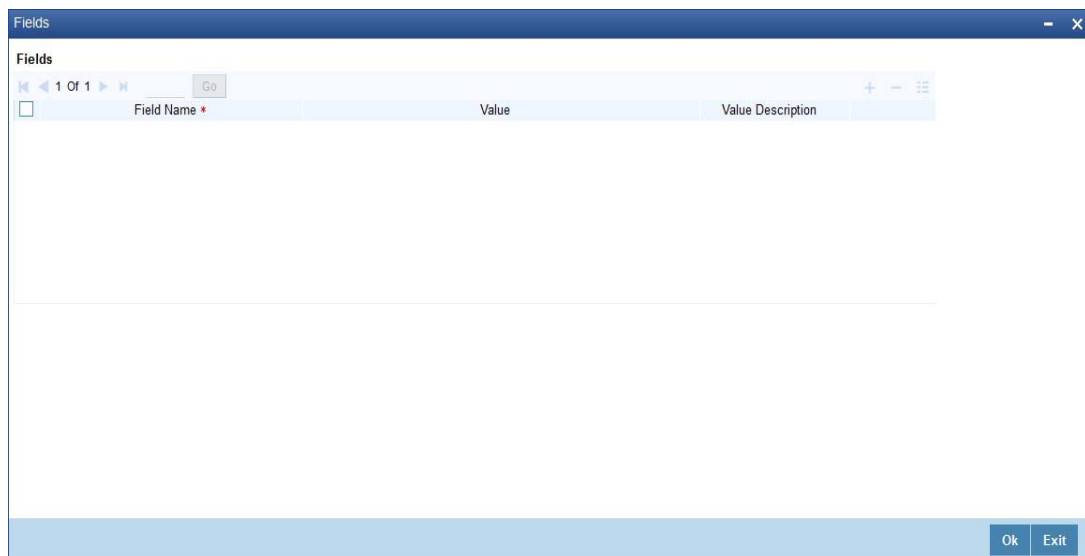 Fields
Fields
1 Of 1 Go
Field Name * Value Value Description
Ok Exit